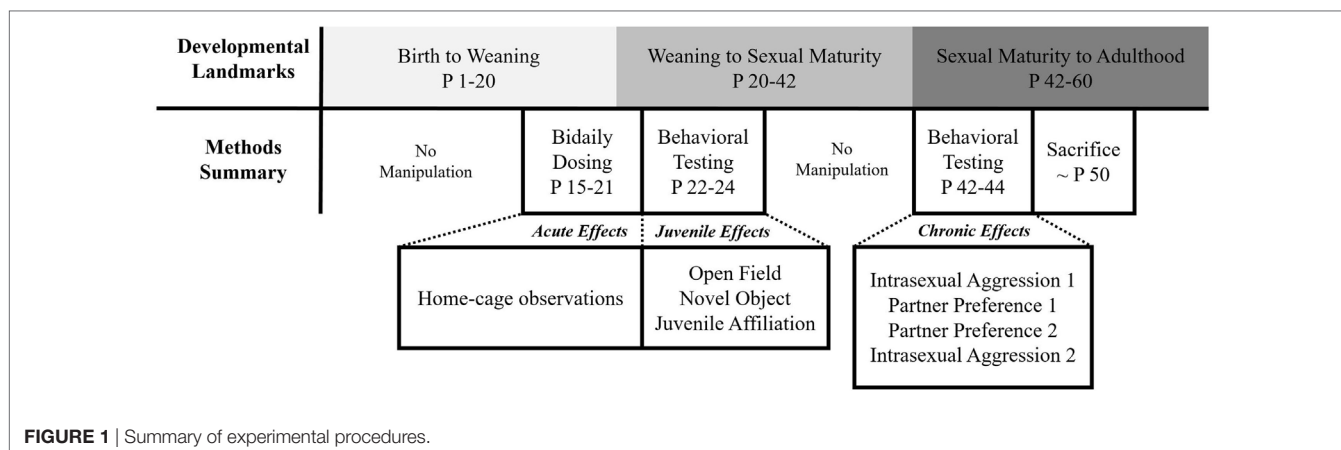 Developmental
Landmarks
Birth to Weaning
P 1-20
Weaning to Sexual Maturity
P 20-42
Sexual Maturity to Adulthood
P 42-60
Methods
Summary
No
Manipulation
Bidaily
Dosing
P 15-21
Behavioral
Testing
P 22-24
No
Manipulation
Behavioral
Testing
P 42-44
Sacrifice
~ P 50
Acute Effects
Juvenile Effects
Chronic Effects
Home-cage observations
Open Field
Novel Object
Juvenile Affiliation
Intrasexual Aggression 1
Partner Preference 1
Partner Preference 2
Intrasexual Aggression 2
FIGURE 1 | Summary of experimental procedures.